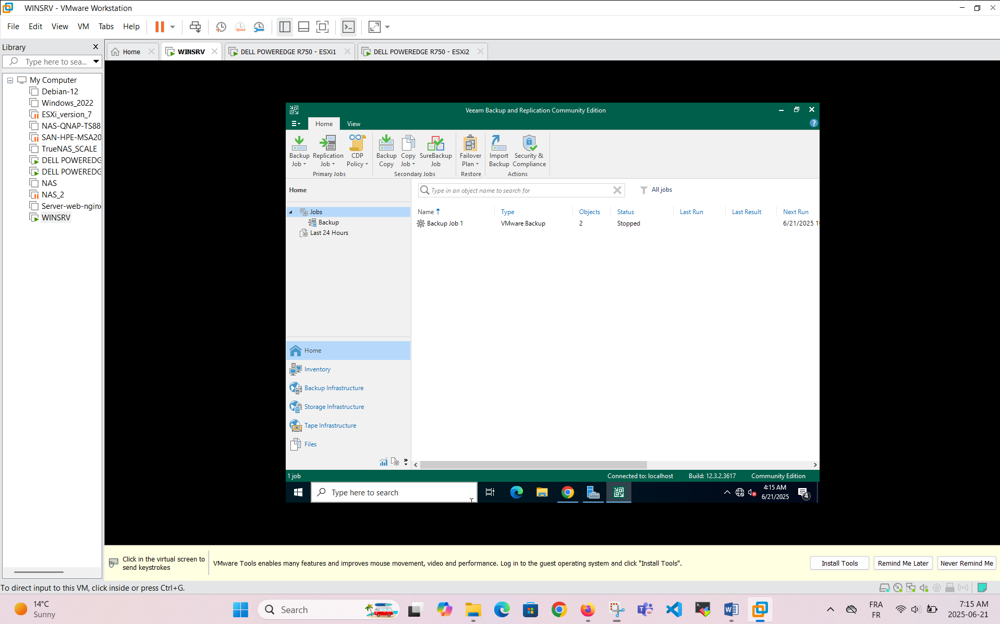 WINSRV - VMware Workstation
File Edit View VM Tabs Help
Library
Type here to sea...
My Computer
Debian-12
Windows_2022
ESXi_version_7
NAS-QNAP-TS88
SAN-HPE-MSA20
TrueNAS_SCALE
DELL POWEREDG
DELL POWEREDG
NAS
NAS_2
Server-web-nginx
WINSRV
Home WINSRV DELL POWEREDGE R750 - ESXi1 DELL POWEREDGE R750 - ESXi2
Veeam Backup and Replication Community Edition
Home View
Backup Job
Replication Job
CDP Policy
Primary Jobs
Backup Copy
Copy Job
SureBackup Job
Secondary Jobs
Failover Plan
Restore
Import Backup
Security & Compliance
Actions
Home
Jobs
Backup
Last 24 Hours
Home
Inventory
Backup Infrastructure
Storage Infrastructure
Tape Infrastructure
Files
Type in an object name to search for
All jobs
Name Type Objects Status Last Run Last Result Next Run
Backup Job 1 VMware Backup 2 Stopped 6/21/2025 1
1 job
Connected to: localhost Build: 12.3.2.3617 Community Edition
Type here to search
4:15 AM
6/21/2025
4
Click in the virtual screen to
send keystrokes
VMware Tools enables many features and improves mouse movement, video and performance. Log in to the guest operating system and click "Install Tools".
Install Tools Remind Me Later Never Remind Me
To direct input to this VM, click inside or press Ctrl+G.
14°C
Sunny
Search
FRA
FR
7:15 AM
2025-06-21